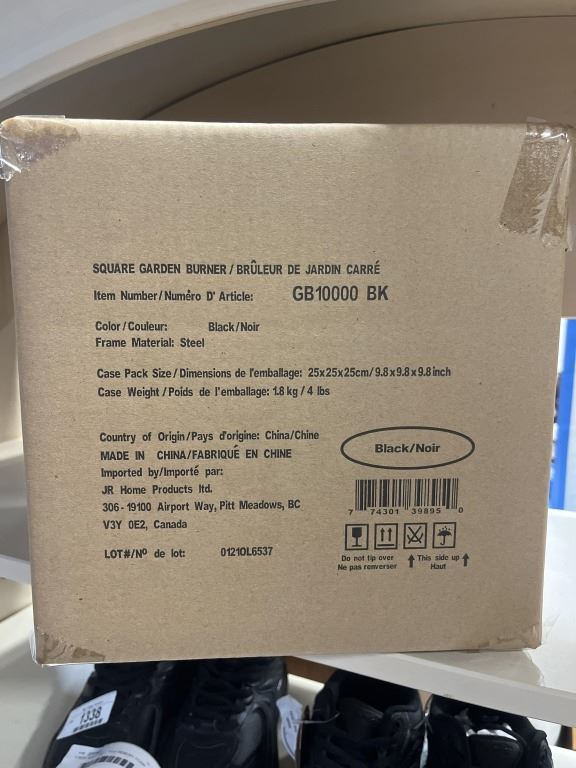 SQUARE GARDEN BURNER / BRÛLEUR DE JARDIN CARRÉ
Item Number/Numéro D' Article: GB10000 BK
Color/Couleur: Black/Noir
Frame Material: Steel
Case Pack Size/Dimensions de l'emballage: 25x25x25cm/9.8x9.8x9.8inch
Case Weight/Poids de l'emballage: 1.8 kg / 4 lbs
Country of Origin/Pays d'origine: China/Chine
MADE IN CHINA/FABRIQUÉ EN CHINE
Imported by/Importé par:
JR Home Products ltd.
306-19100 Airport Way, Pitt Meadows, BC
V3Y 0E2, Canada
LOT#/Nº de lot: 01210L6537
Black/Noir
7 74301 39895 0
Do not tip over
Ne pas renverser
This side up
Haut
1338